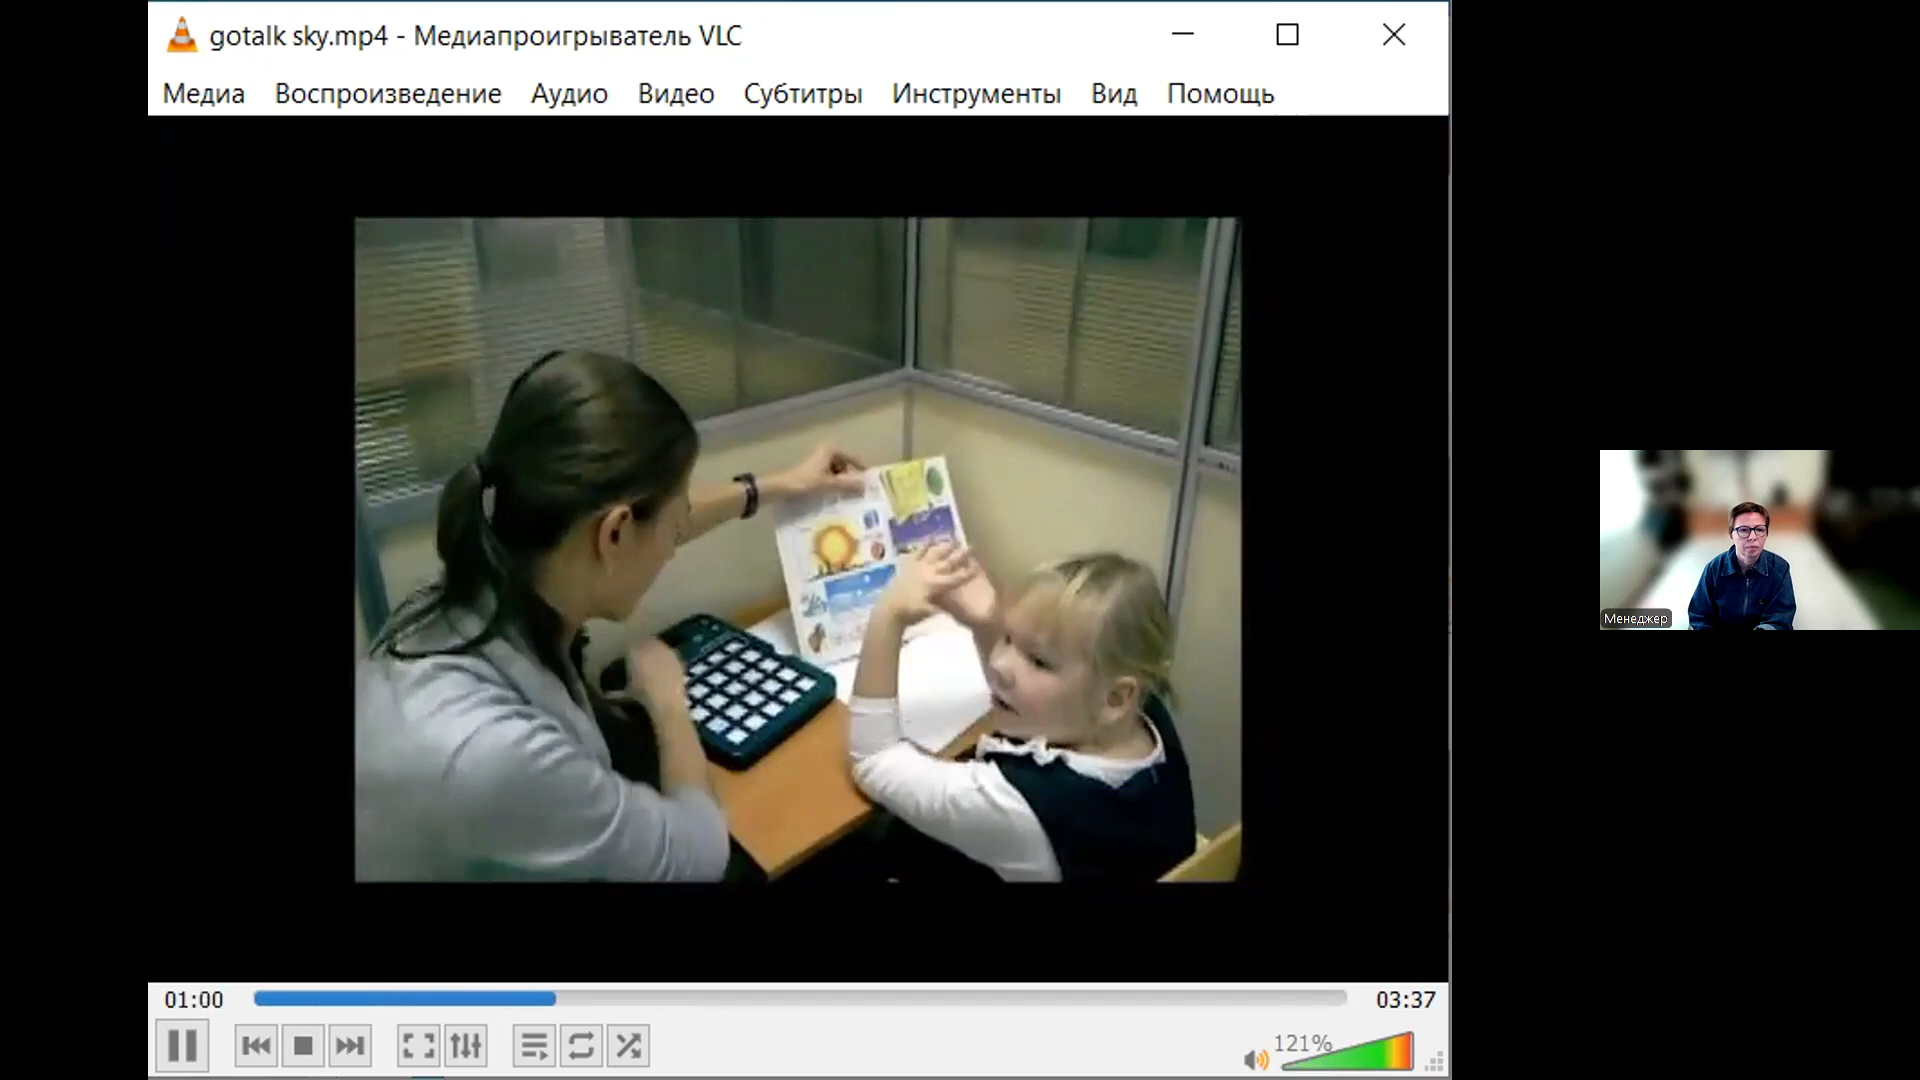 gotalk sky.mp4 - Медиапроигрыватель VLC
Медиа Воспроизведение Аудио Видео Субтитры Инструменты Вид Помощь
Менеджер
01:00 03:37
121%